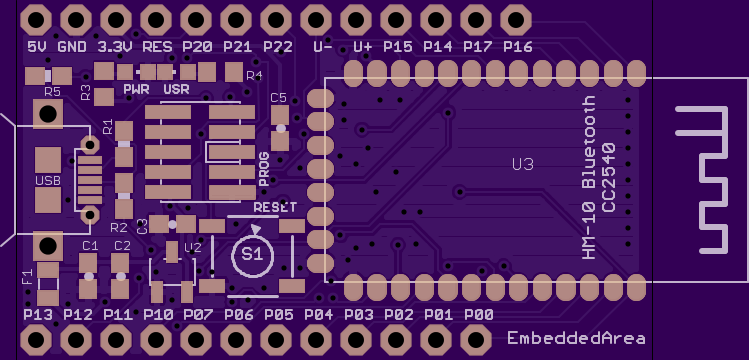 5V GND 3.3V RES P20 P21 P22 U- U+ P15 P14 P17 P16
R5
R3
PWR USR
R4
C5
R1
USB
PROG
U3
HM-10 Bluetooth
CC2540
R2
RESET
C3
S1
U2
C1 C2
F1
P13 P12 P11 P10 P07 P06 P05 P04 P03 P02 P01 P00
EmbeddedArea